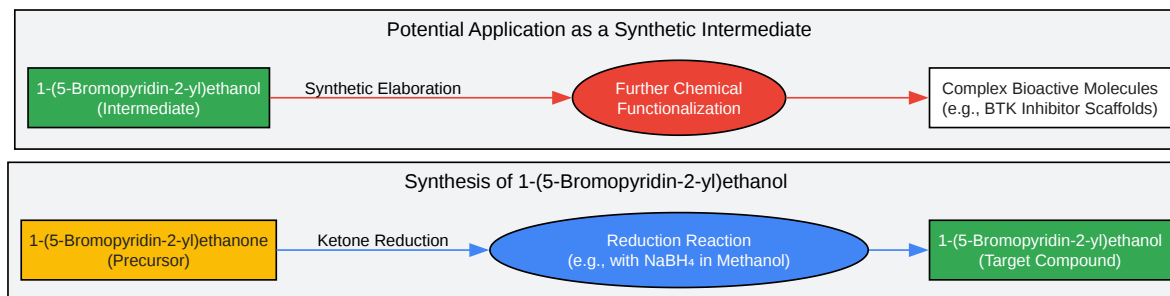 Potential Application as a Synthetic Intermediate
1-(5-Bromopyridin-2-yl)ethanol
(Intermediate)
Synthetic Elaboration
Further Chemical
Functionalization
Complex Bioactive Molecules
(e.g., BTK Inhibitor Scaffolds)
Synthesis of 1-(5-Bromopyridin-2-yl)ethanol
1-(5-Bromopyridin-2-yl)ethanone
(Precursor)
Ketone Reduction
Reduction Reaction
(e.g., with NaBH₄ in Methanol)
1-(5-Bromopyridin-2-yl)ethanol
(Target Compound)